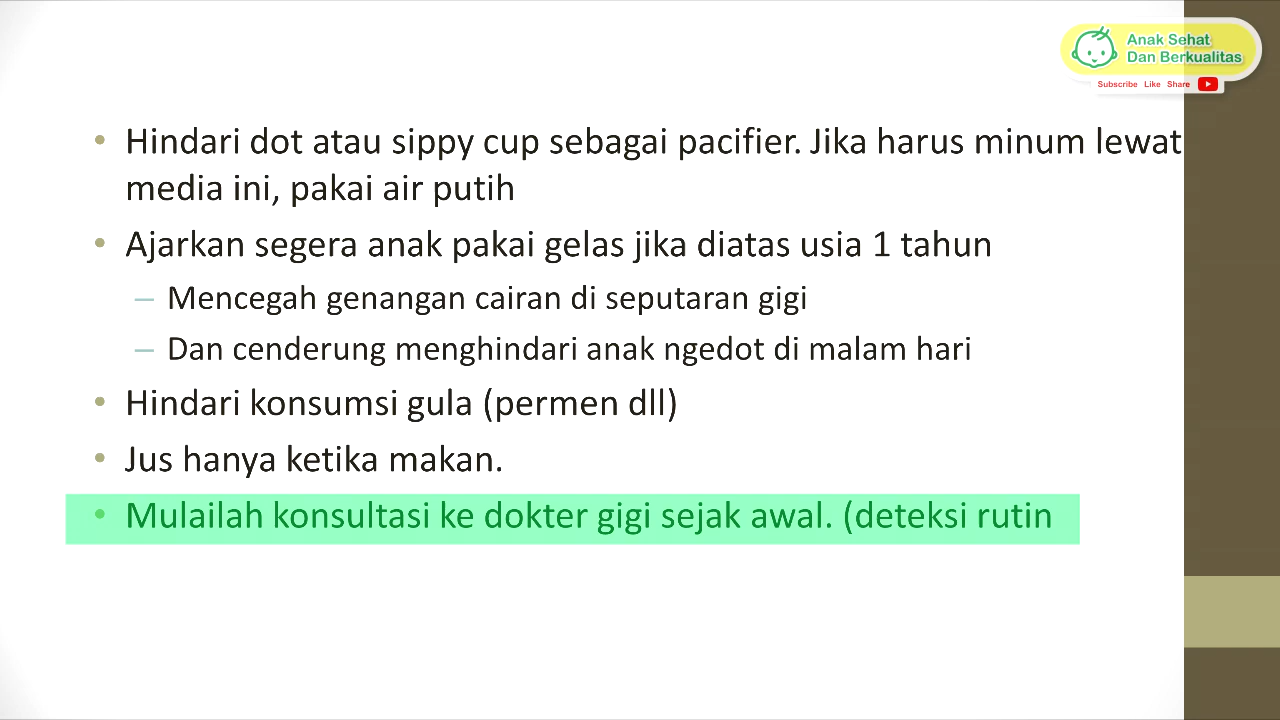 Anak Sehat
Dan Berkualitas
Subscribe Like Share
• Hindari dot atau sippy cup sebagai pacifier. Jika harus minum lewat
media ini, pakai air putih
• Ajarkan segera anak pakai gelas jika diatas usia 1 tahun
– Mencegah genangan cairan di seputaran gigi
– Dan cenderung menghindari anak ngedot di malam hari
• Hindari konsumsi gula (permen dll)
• Jus hanya ketika makan.
• Mulailah konsultasi ke dokter gigi sejak awal. (deteksi rutin